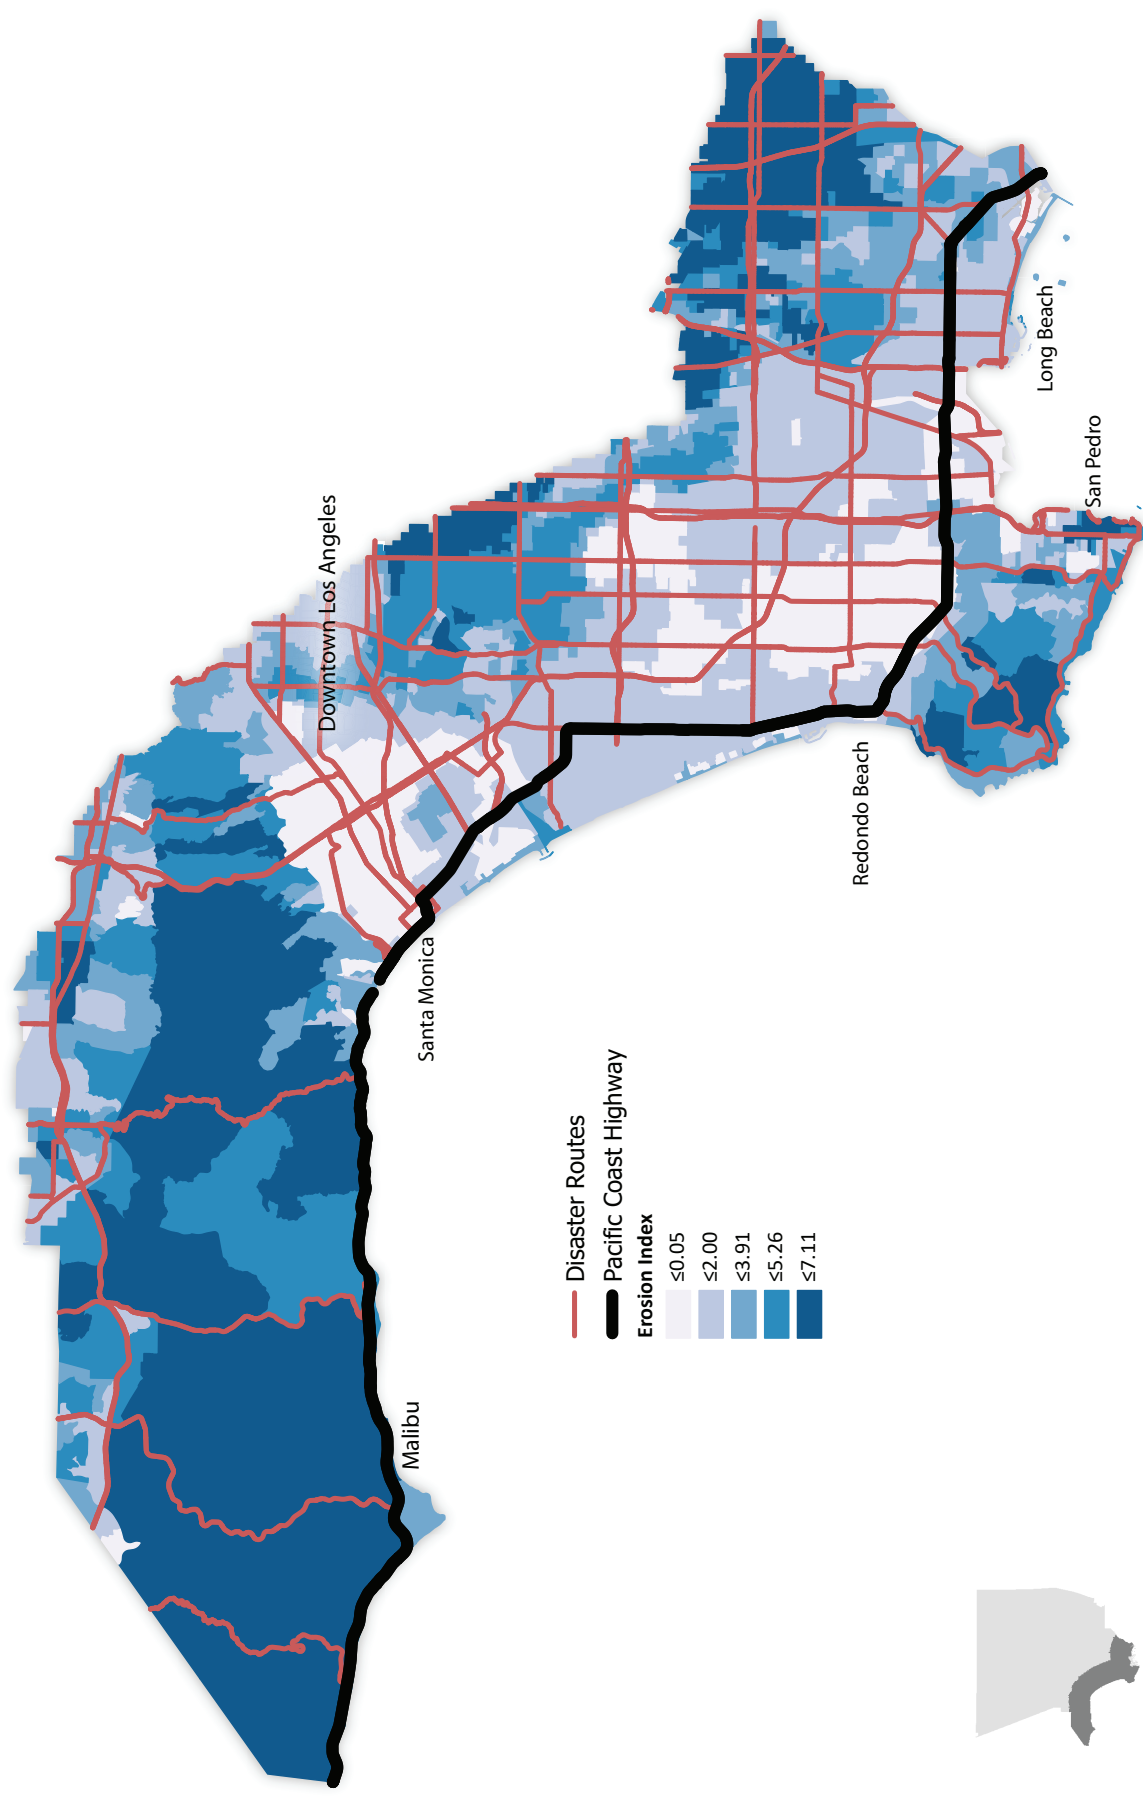 Downtown Los Angeles
Long Beach
San Pedro
Redondo Beach
Santa Monica
Malibu
Disaster Routes
Pacific Coast Highway
Erosion Index
≤0.05
≤2.00
≤3.91
≤5.26
≤7.11